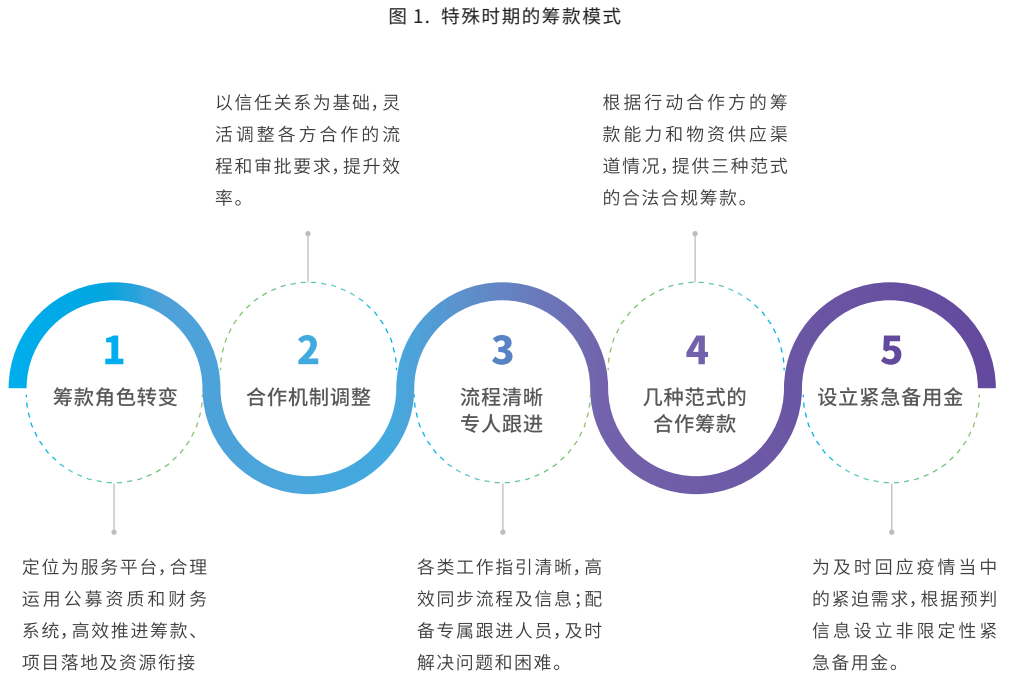 图 1. 特殊时期的筹款模式
以信任关系为基础，灵
活调整各方合作的流
程和审批要求，提升效
率。
根据行动合作方的筹
款能力和物资供应渠
道情况，提供三种范式
的合法合规筹款。
1
筹款角色转变
2
合作机制调整
3
流程清晰
专人跟进
4
几种范式的
合作筹款
5
设立紧急备用金
定位为服务平台，合理
运用公募资质和财务
系统，高效推进筹款、
项目落地及资源衔接
各类工作指引清晰，高
效同步流程及信息；配
备专属跟进人员，及时
解决问题和困难。
为及时回应疫情当中
的紧迫需求，根据预判
信息设立非限定性紧
急备用金。